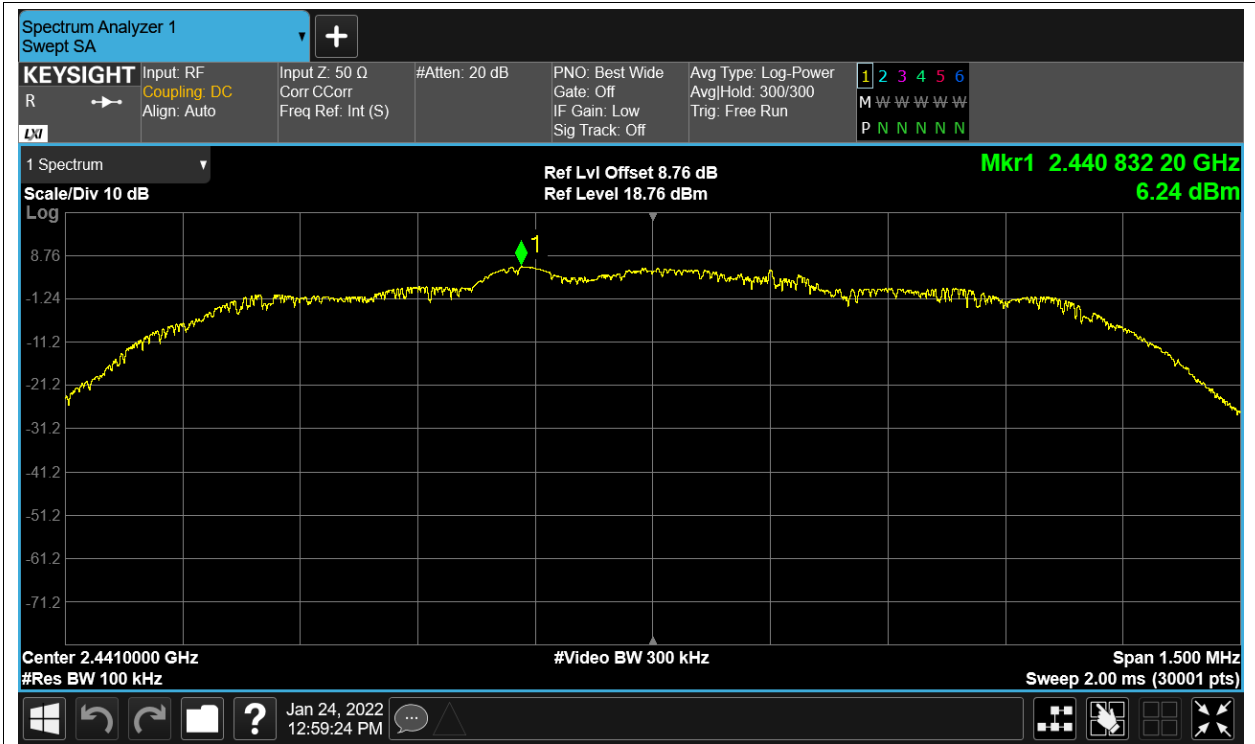 Spectrum Analyzer 1
Swept SA
+
KEYSIGHT
R
LXI
Input: RF
Coupling: DC
Align: Auto
Input Z: 50 Ω
Corr CCorr
Freq Ref: Int (S)
#Atten: 20 dB
PNO: Best Wide
Gate: Off
IF Gain: Low
Sig Track: Off
Avg Type: Log-Power
Avg|Hold: 300/300
Trig: Free Run
1 2 3 4 5 6
M W W W W W
P N N N N N
1 Spectrum
Scale/Div 10 dB
Log
Ref Lvl Offset 8.76 dB
Ref Level 18.76 dBm
Mkr1 2.440 832 20 GHz
6.24 dBm
1
8.76
-1.24
-11.2
-21.2
-31.2
-41.2
-51.2
-61.2
-71.2
Center 2.4410000 GHz
#Res BW 100 kHz
#Video BW 300 kHz
Span 1.500 MHz
Sweep 2.00 ms (30001 pts)
?
Jan 24, 2022
12:59:24 PM